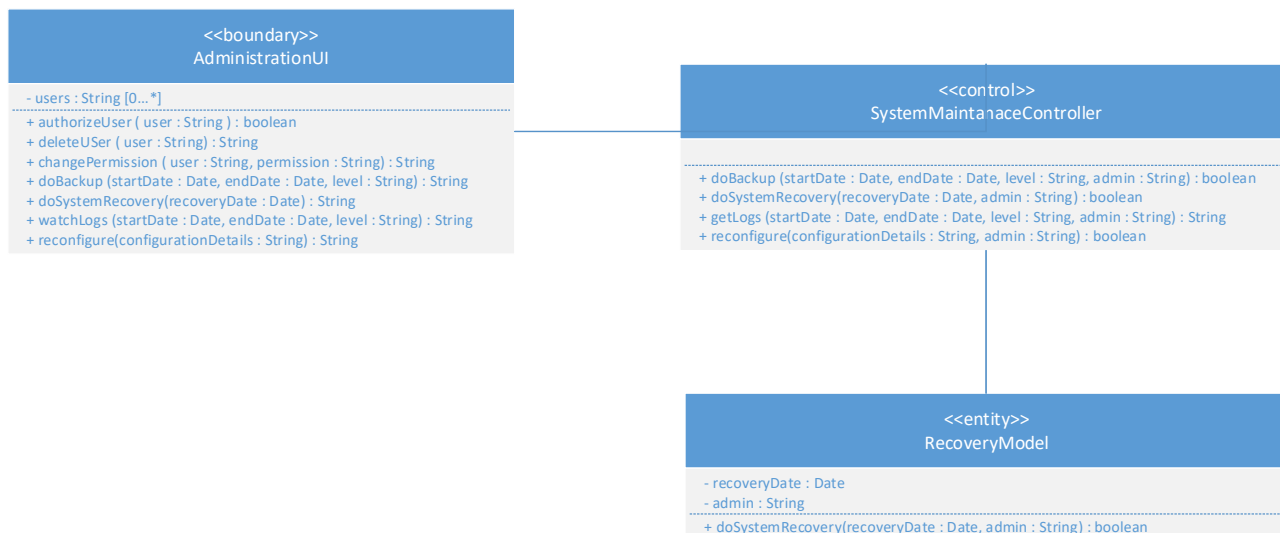 <<boundary>>
AdministrationUI
- users : String [0...*]
+ authorizeUser ( user : String ) : boolean
+ deleteUSer ( user : String) : String
+ changePermission ( user : String, permission : String) : String
+ doBackup (startDate : Date, endDate : Date, level : String) : String
+ doSystemRecovery(recoveryDate : Date) : String
+ watchLogs (startDate : Date, endDate : Date, level : String) : String
+ reconfigure(configurationDetails : String) : String
<<control>>
SystemMaintanaceController
+ doBackup (startDate : Date, endDate : Date, level : String, admin : String) : boolean
+ doSystemRecovery(recoveryDate : Date, admin : String) : boolean
+ getLogs (startDate : Date, endDate : Date, level : String, admin : String) : String
+ reconfigure(configurationDetails : String, admin : String) : boolean
<<entity>>
RecoveryModel
- recoveryDate : Date
- admin : String
+ doSystemRecovery(recoveryDate : Date, admin : String) : boolean